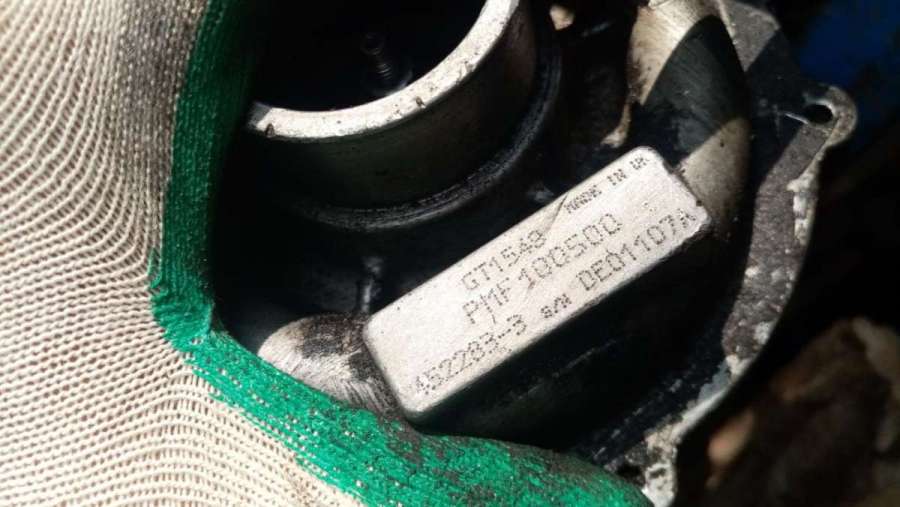 GT1549 MADE IN UK
PMF100500
452283-3 S/N DE01107A